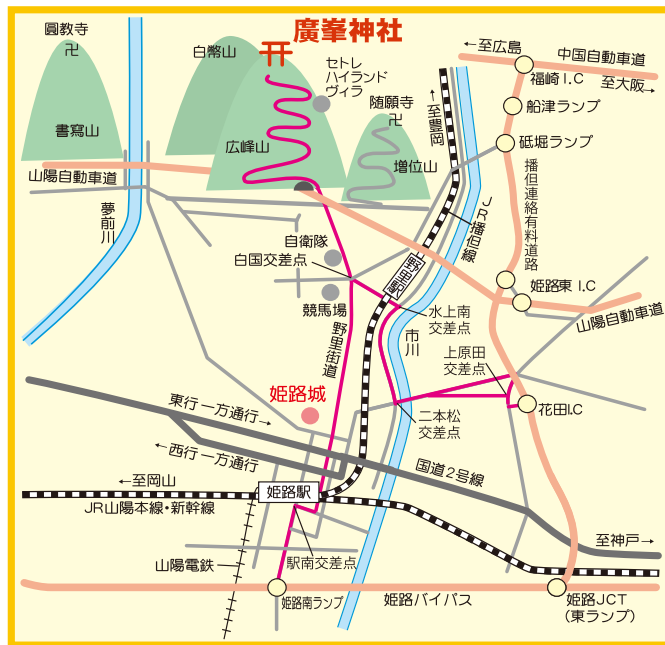 圓教寺
卍
書寫山
白幣山
廣峯神社
セトレ
ハイランド
ヴィラ
随願寺
卍
広峰山
増位山
←至広島
中国自動車道
福崎I.C
至大阪→
船津ランプ
砥堀ランプ
←至豊岡
播但連絡有料道路
JR播但線
山陽自動車道
夢前川
自衛隊
白国交差点
競馬場
野里駅
野里街道
水上南
交差点
市川
姫路東I.C
山陽自動車道
上原田
交差点
姫路城
二本松
交差点
花田I.C
東行一方通行→
←西行一方通行
国道2号線
←至岡山
姫路駅
JR山陽本線・新幹線
至神戸→
山陽電鉄
駅南交差点
姫路南ランプ
姫路バイパス
姫路JCT
(東ランプ)